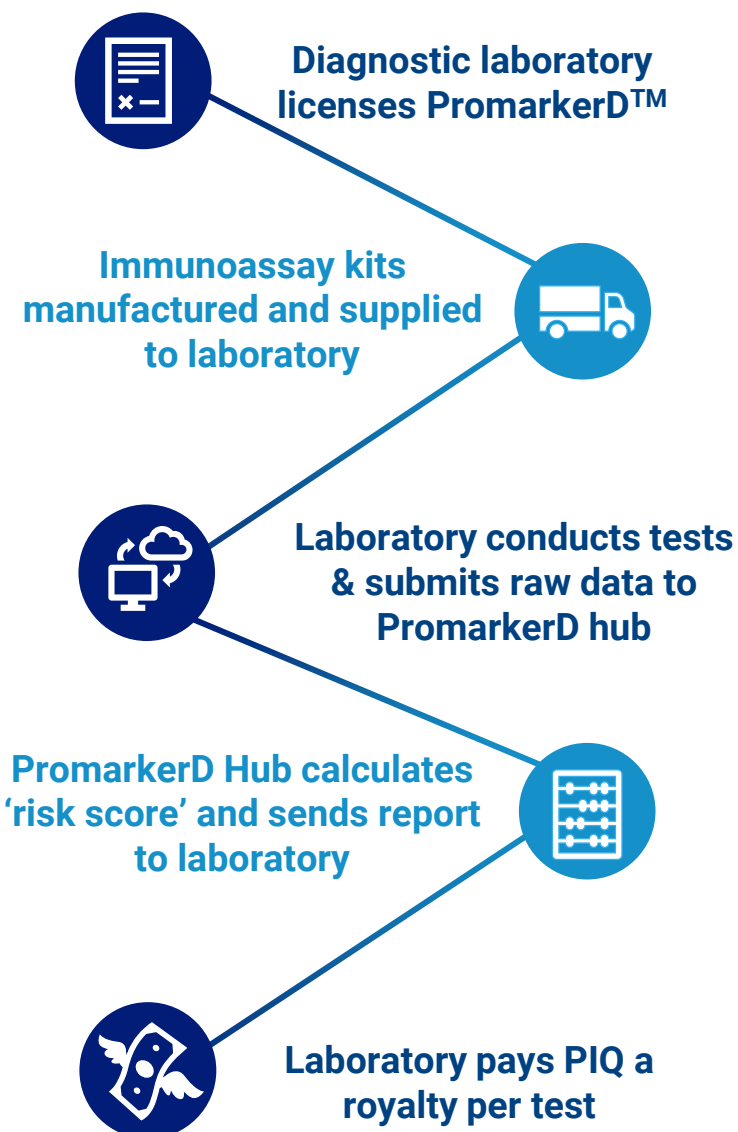 Diagnostic laboratory
licenses PromarkerD™
Immunoassay kits
manufactured and supplied
to laboratory
Laboratory conducts tests
& submits raw data to
PromarkerD hub
PromarkerD Hub calculates
‘risk score’ and sends report
to laboratory
Laboratory pays PIQ a
royalty per test